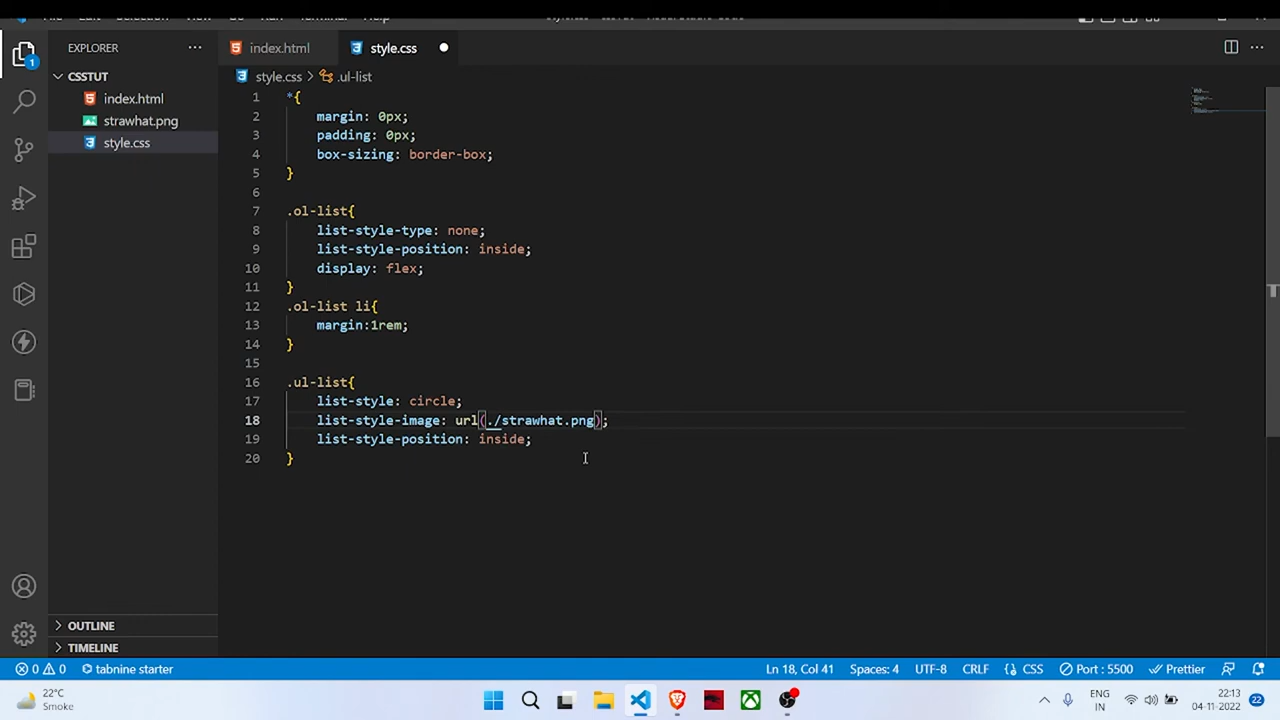 EXPLORER
index.html
style.css
CSSTUT
style.css > .ul-list
index.html
strawhat.png
style.css
1 *{
2 margin: 0px;
3 padding: 0px;
4 box-sizing: border-box;
5 }
6
7 .ol-list{
8 list-style-type: none;
9 list-style-position: inside;
10 display: flex;
11 }
12 .ol-list li{
13 margin:1rem;
14 }
15
16 .ul-list{
17 list-style: circle;
18 list-style-image: url(./strawhat.png);
19 list-style-position: inside;
20 }
OUTLINE
TIMELINE
0 0 tabnine starter Ln 18, Col 41 Spaces: 4 UTF-8 CRLF {} CSS Port : 5500 Prettier
22°C
Smoke
ENG
IN
22:13
04-11-2022
22
1